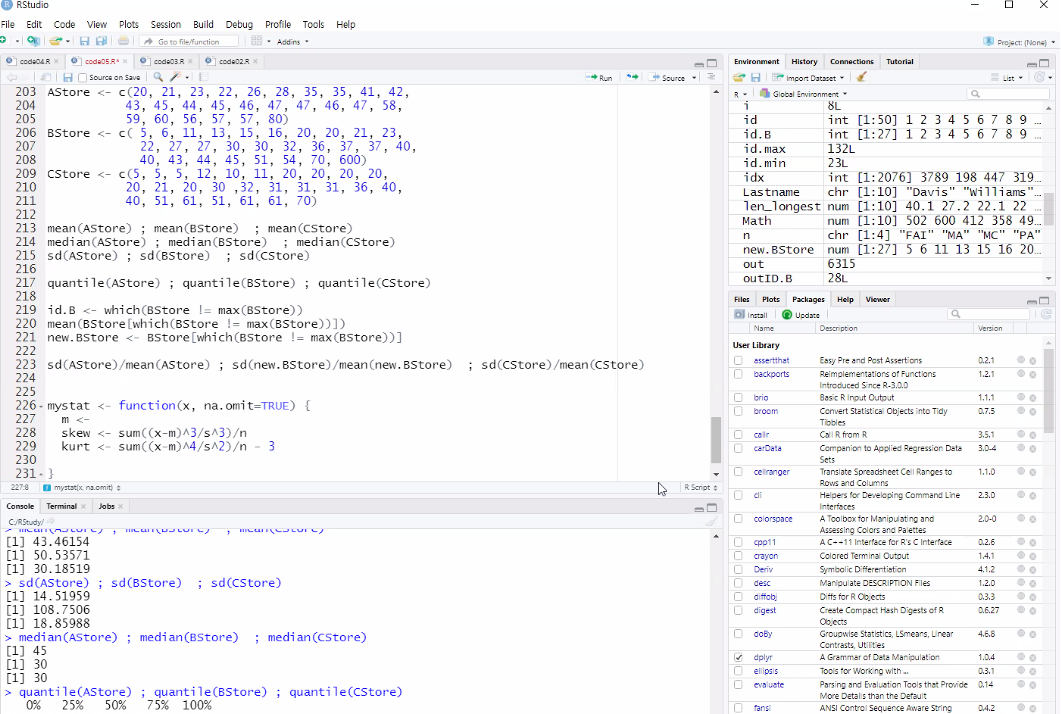 RStudio
File Edit Code View Plots Session Build Debug Profile Tools Help
Go to file/function Addins Project: (None)
code04.R code05.R* code03.R code02.R
Source on Save Run Source
203 AStore <- c(20, 21, 23, 22, 26, 28, 35, 35, 41, 42,
204 43, 45, 44, 45, 46, 47, 47, 46, 47, 58,
205 59, 60, 56, 57, 57, 80)
206 BStore <- c( 5, 6, 11, 13, 15, 16, 20, 20, 21, 23,
207 22, 27, 27, 30, 30, 32, 36, 37, 37, 40,
208 40, 43, 44, 45, 51, 54, 70, 600)
209 CStore <- c(5, 5, 5, 12, 10, 11, 20, 20, 20, 20,
210 20, 21, 20, 30 ,32, 31, 31, 31, 36, 40,
211 40, 51, 61, 51, 61, 61, 70)
212
213 mean(AStore) ; mean(BStore) ; mean(CStore)
214 median(AStore) ; median(BStore) ; median(CStore)
215 sd(AStore) ; sd(BStore) ; sd(CStore)
216
217 quantile(AStore) ; quantile(BStore) ; quantile(CStore)
218
219 id.B <- which(BStore != max(BStore))
220 mean(BStore[which(BStore != max(BStore))])
221 new.BStore <- BStore[which(BStore != max(BStore))]
222
223 sd(AStore)/mean(AStore) ; sd(new.BStore)/mean(new.BStore) ; sd(CStore)/mean(CStore)
224
225
226 mystat <- function(x, na.omit=TRUE) {
227 m <-
228 skew <- sum((x-m)^3/s^3)/n
229 kurt <- sum((x-m)^4/s^2)/n - 3
230
231 }
227:8 mystat(x, na.omit) R Script
Console Terminal Jobs
C:/RStudy/
> mean(AStore) ; mean(BStore) ; mean(CStore)
[1] 43.46154
[1] 50.53571
[1] 30.18519
> sd(AStore) ; sd(BStore) ; sd(CStore)
[1] 14.51959
[1] 108.7506
[1] 18.85988
> median(AStore) ; median(BStore) ; median(CStore)
[1] 45
[1] 30
[1] 30
> quantile(AStore) ; quantile(BStore) ; quantile(CStore)
0% 25% 50% 75% 100%
Environment History Connections Tutorial
Import Dataset List
R Global Environment
i 8L
id int [1:50] 1 2 3 4 5 6 7 8 9 ...
id.B int [1:27] 1 2 3 4 5 6 7 8 9 ...
id.max 132L
id.min 23L
idx int [1:2076] 3789 198 447 319...
Lastname chr [1:10] "Davis" "Williams"...
len_longest num [1:10] 40.1 27.2 22.1 22 ...
Math num [1:10] 502 600 412 358 49...
n chr [1:4] "FAI" "MA" "MC" "PA"
new.BStore num [1:27] 5 6 11 13 15 16 20...
out 6315
outID.B 28L
Files Plots Packages Help Viewer
Install Update
Name Description Version
User Library
assertthat Easy Pre and Post Assertions 0.2.1
backports Reimplementations of Functions Introduced Since R-3.0.0 1.2.1
brio Basic R Input Output 1.1.1
broom Convert Statistical Objects into Tidy Tibbles 0.7.5
callr Call R from R 3.5.1
carData Companion to Applied Regression Data Sets 3.0-4
cellranger Translate Spreadsheet Cell Ranges to Rows and Columns 1.1.0
cli Helpers for Developing Command Line Interfaces 2.3.0
colorspace A Toolbox for Manipulating and Assessing Colors and Palettes 2.0-0
cpp11 A C++11 Interface for R's C Interface 0.2.6
crayon Colored Terminal Output 1.4.1
Deriv Symbolic Differentiation 4.1.2
desc Manipulate DESCRIPTION Files 1.2.0
diffobj Diffs for R Objects 0.3.3
digest Create Compact Hash Digests of R Objects 0.6.27
doBy Groupwise Statistics, LSmeans, Linear Contrasts, Utilities 4.6.8
dplyr A Grammar of Data Manipulation 1.0.4
ellipsis Tools for Working with ... 0.3.1
evaluate Parsing and Evaluation Tools that Provide More Details than the Default 0.14
fansi ANSI Control Sequence Aware String 0.4.2